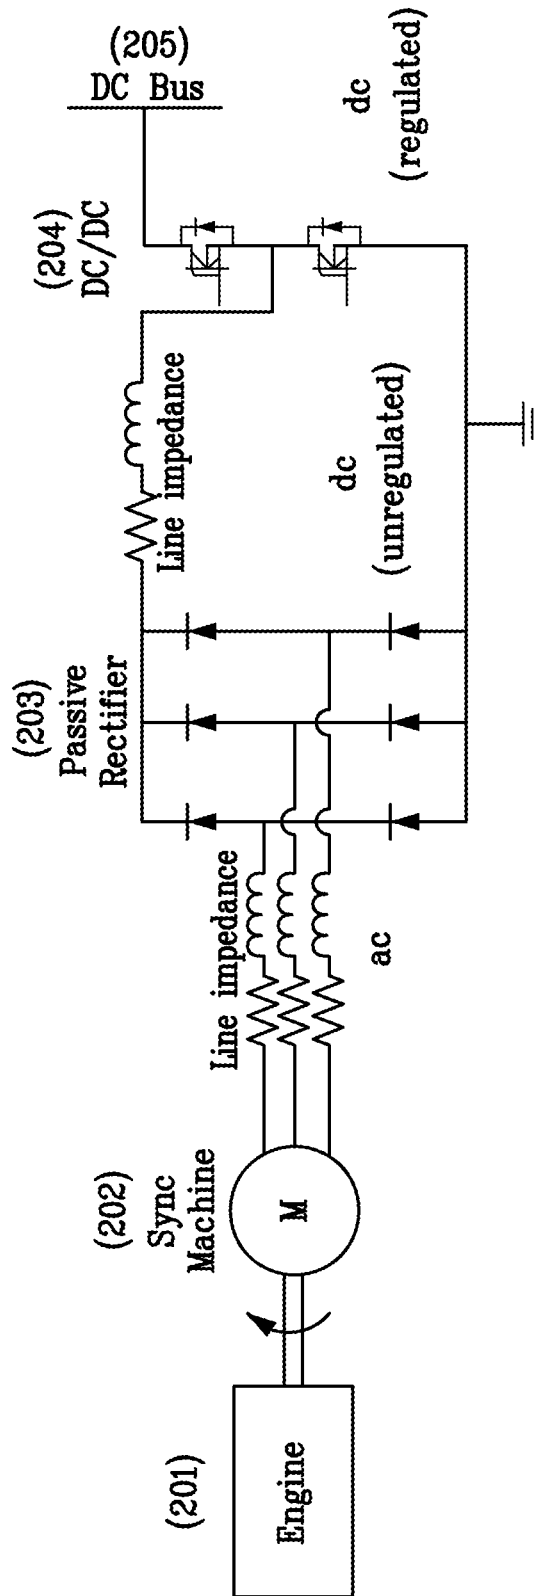 (201)
Engine
(202)
Sync
Machine
M
Line impedance
ac
(203)
Passive
Rectifier
Line impedance
dc
(unregulated)
(204)
DC/DC
(205)
DC Bus
dc
(regulated)